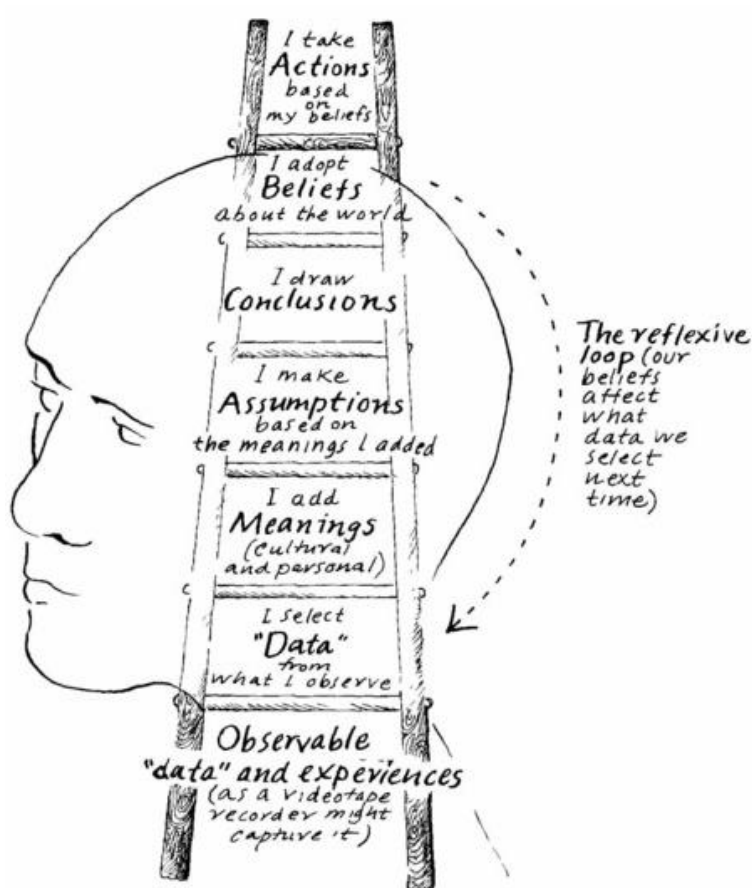 I take
Actions
based
on
my beliefs
I adopt
Beliefs
about the world
I draw
Conclusions
I make
Assumptions
based on
the meanings I added
I add
Meanings
(cultural
and personal)
I select
"Data"
from
what I observe
Observable
"data" and experiences
(as a videotape
recorder might
capture it)
The reflexive
loop (our
beliefs
affect
what
data we
select
next
time)